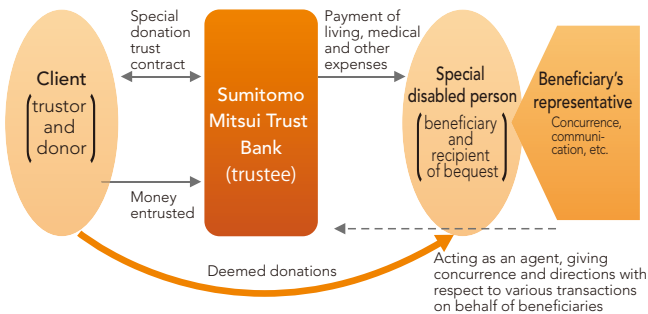 Special
donation
trust
contract
Payment of
living, medical
and other
expenses
Client
(trustor
and
donor)
Sumitomo
Mitsui Trust
Bank
(trustee)
Special
disabled person
(beneficiary
and
recipient
of bequest)
Beneficiary's
representative
Concurrence,
communi-
cation, etc.
Money
entrusted
Deemed donations
Acting as an agent, giving
concurrence and directions with
respect to various transactions
on behalf of beneficiaries